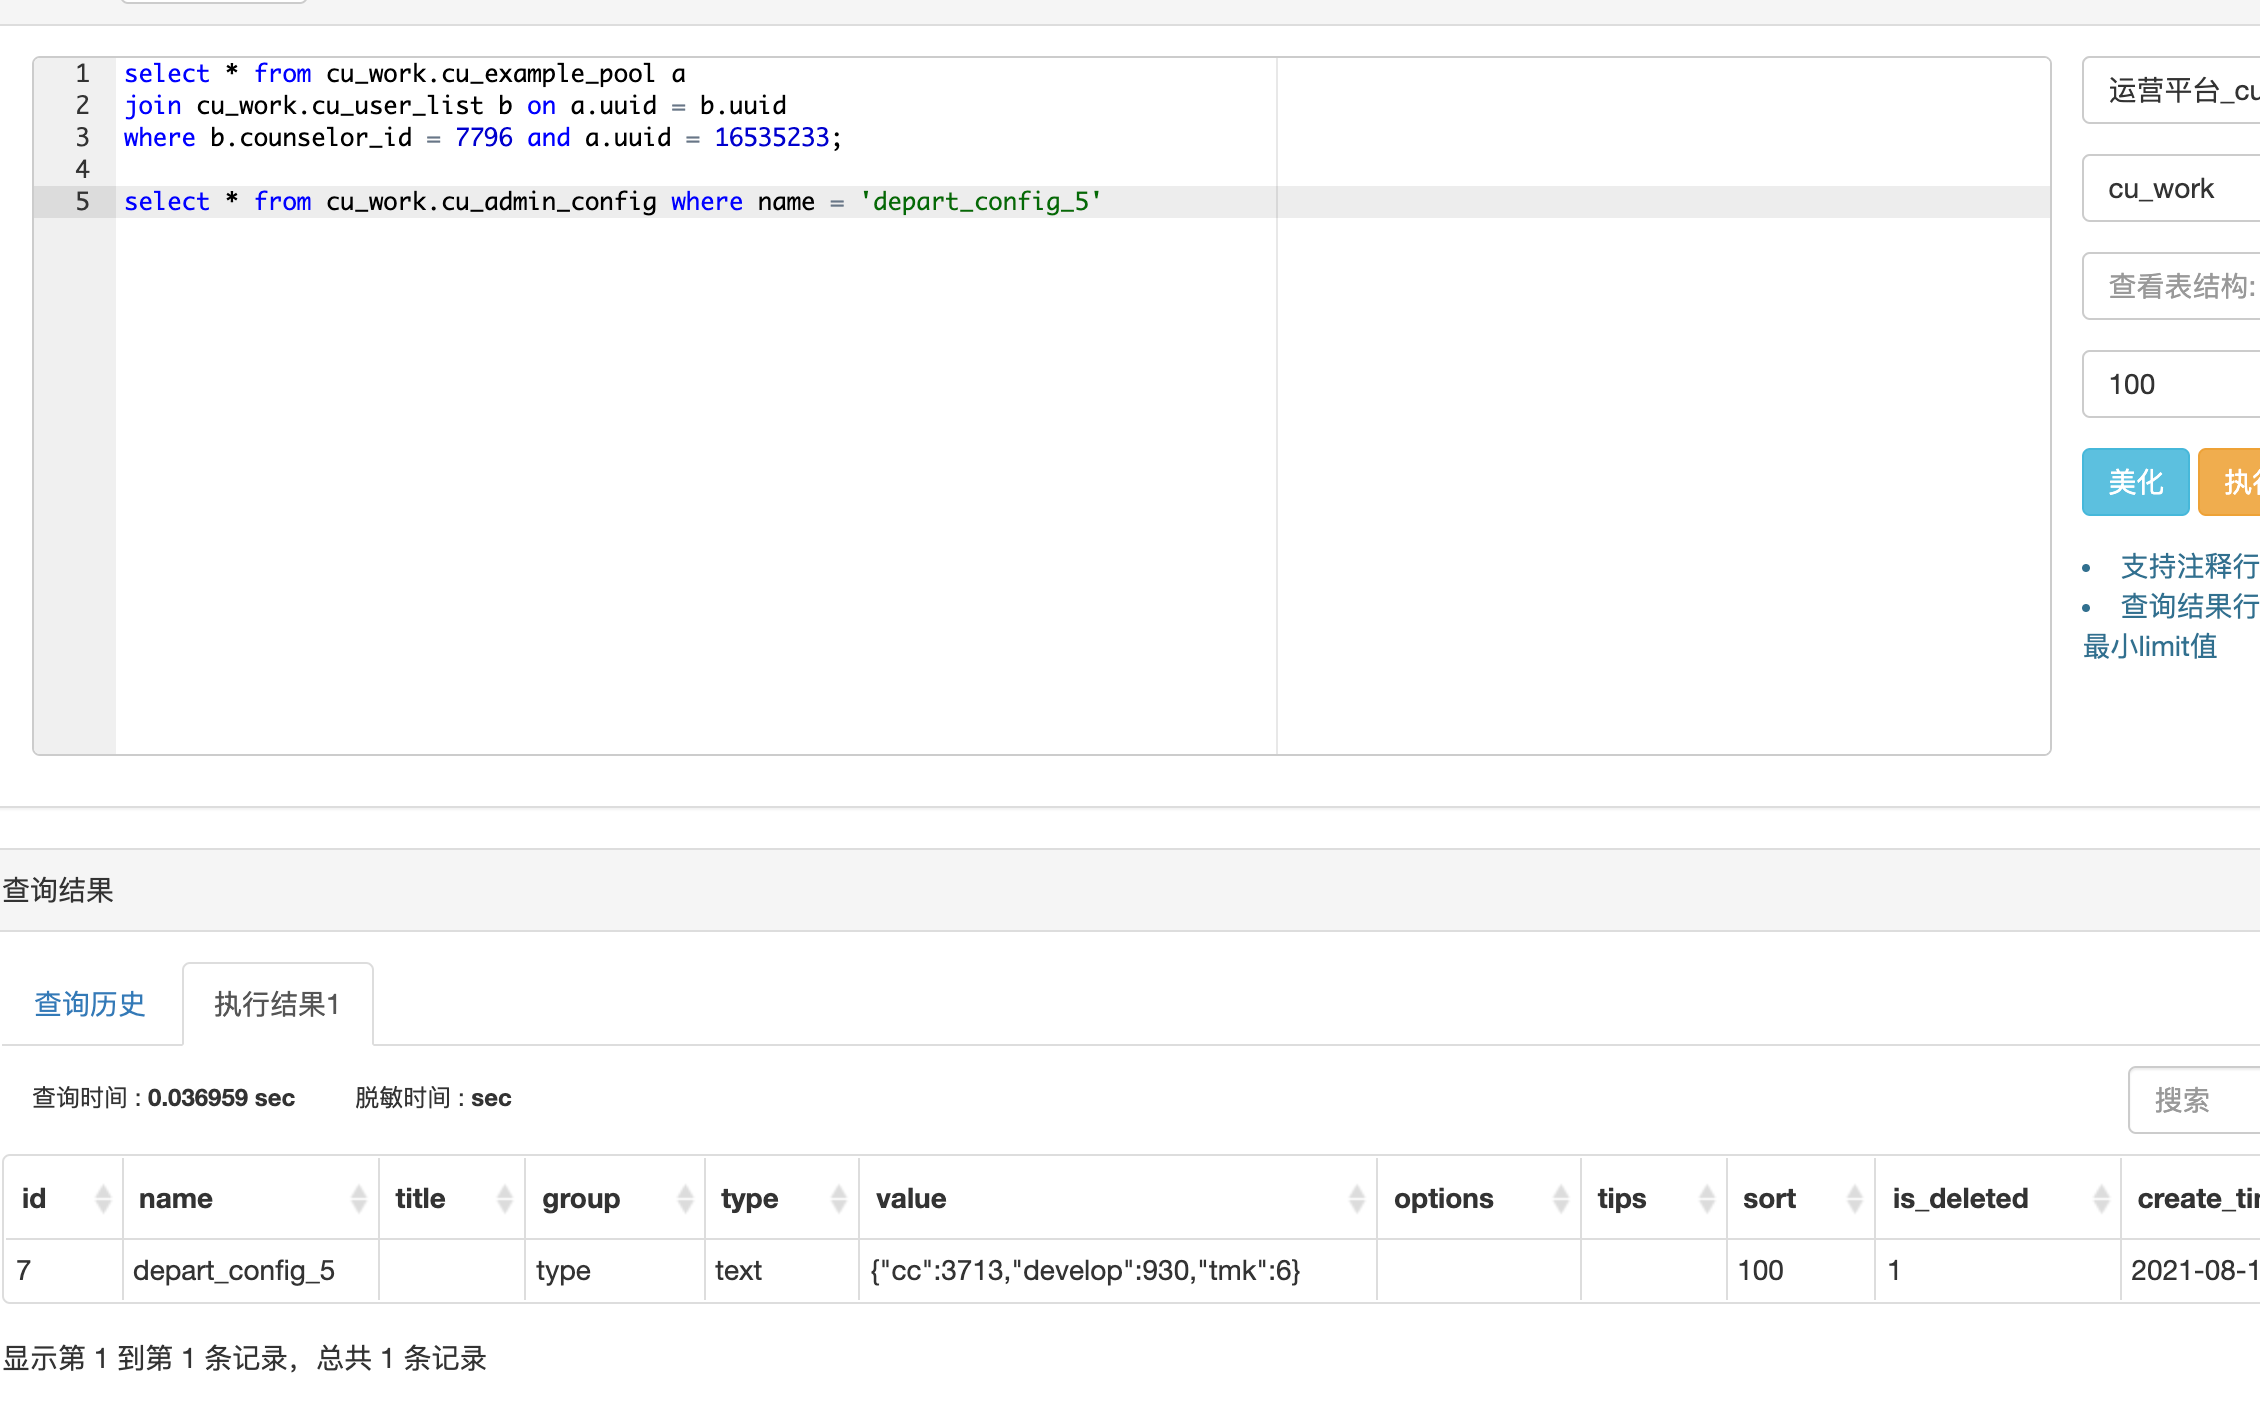 1 select * from cu_work.cu_example_pool a
2 join cu_work.cu_user_list b on a.uuid = b.uuid
3 where b.counselor_id = 7796 and a.uuid = 16535233;
4
5 select * from cu_work.cu_admin_config where name = 'depart_config_5'
运营平台_cu
cu_work
查看表结构:
100
美化 执行
支持注释行
查询结果行
最小limit值
查询结果
查询历史 执行结果1
查询时间 : 0.036959 sec 脱敏时间 : sec
搜索
id name title group type value options tips sort is_deleted create_tim
7 depart_config_5 type text {"cc":3713,"develop":930,"tmk":6} 100 1 2021-08-1
显示第 1 到第 1 条记录，总共 1 条记录